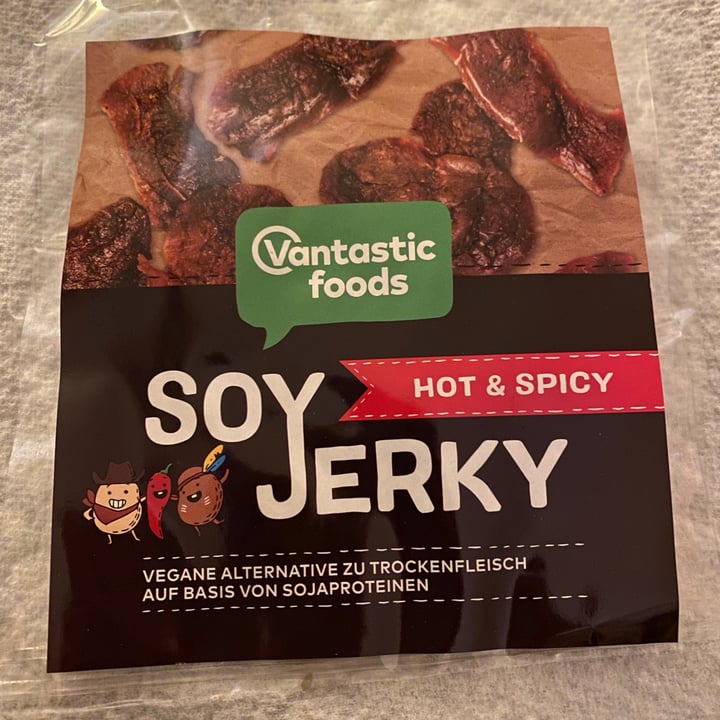 Vantastic
foods
SOY
HOT & SPICY
JERKY
VEGANE ALTERNATIVE ZU TROCKENFLEISCH
AUF BASIS VON SOJAPROTEINEN